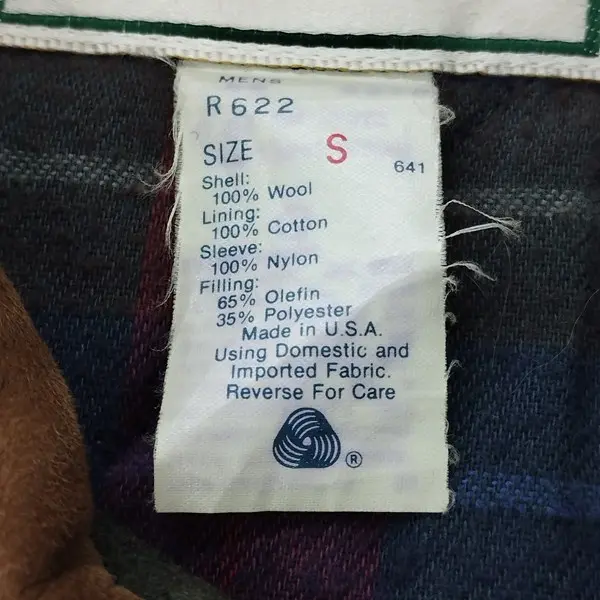 MENS
R622
SIZE S
641
Shell:
100% Wool
Lining:
100% Cotton
Sleeve:
100% Nylon
Filling:
65% Olefin
35% Polyester
Made in U.S.A.
Using Domestic and
Imported Fabric.
Reverse For Care
®